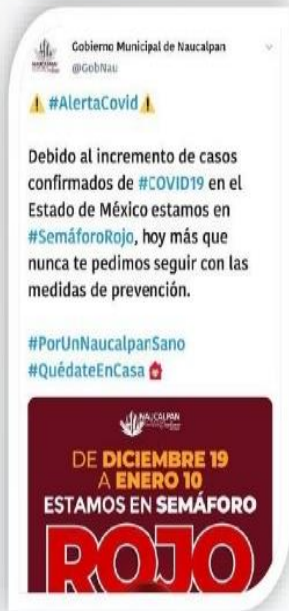 Gobierno Municipal de Naucalpan
@GobNau
#AlertaCovid
Debido al incremento de casos
confirmados de #COVID19 en el
Estado de México estamos en
#SemáforoRojo, hoy más que
nunca te pedimos seguir con las
medidas de prevención.
#PorUnNaucalpanSano
#QuédateEnCasa
NAUCALPAN
DE DICIEMBRE 19
A ENERO 10
ESTAMOS EN SEMÁFORO
ROJO